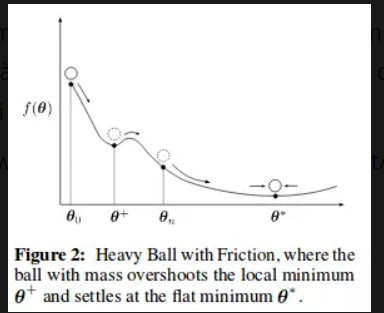 f(θ)
θ₀ θ⁺ θₙ θ*
Figure 2: Heavy Ball with Friction, where the
ball with mass overshoots the local minimum
θ⁺ and settles at the flat minimum θ*.